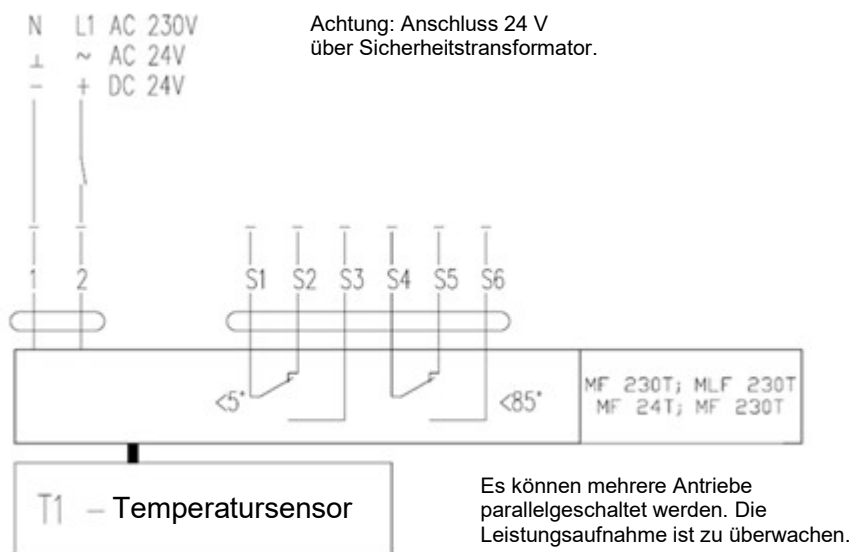 N L1 AC 230V
⊥ ~ AC 24V
− + DC 24V
Achtung: Anschluss 24 V
über Sicherheitstransformator.
1 2 S1 S2 S3 S4 S5 S6
<5° <85°
MF 230T; MLF 230T
MF 24T; MF 230T
T1 – Temperatursensor
Es können mehrere Antriebe
parallelgeschaltet werden. Die
Leistungsaufnahme ist zu überwachen.